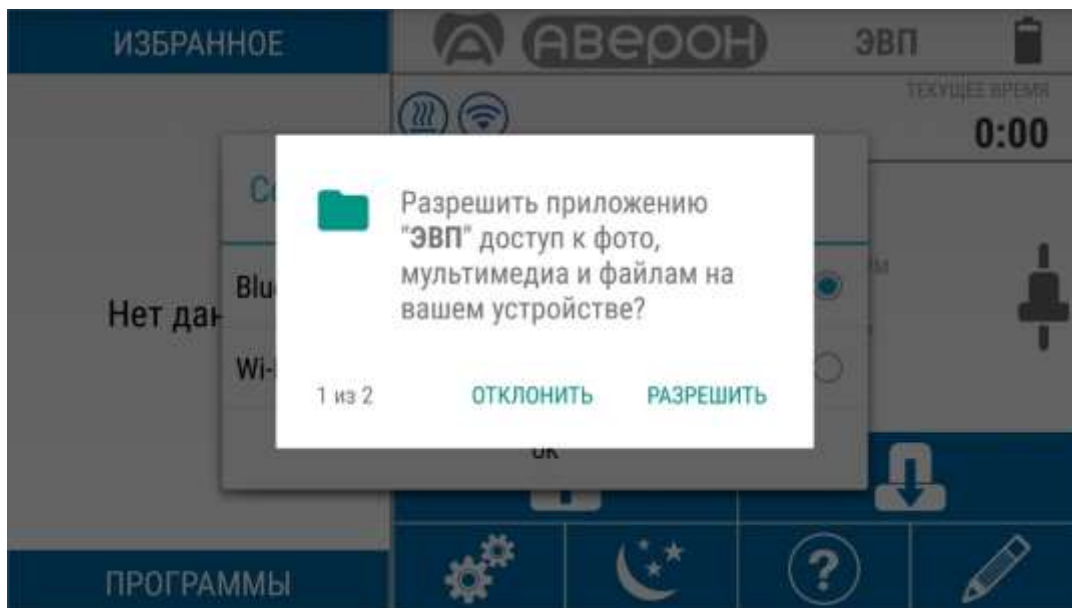 ИЗБРАННОЕ
АВЕРОН
ЭВП
ТЕКУЩЕЕ ВРЕМЯ
0:00
Разрешить приложению
"ЭВП" доступ к фото,
мультимедиа и файлам на
вашем устройстве?
Нет дан
Blu
Wi-
1 из 2
ОТКЛОНИТЬ
РАЗРЕШИТЬ
ПРОГРАММЫ